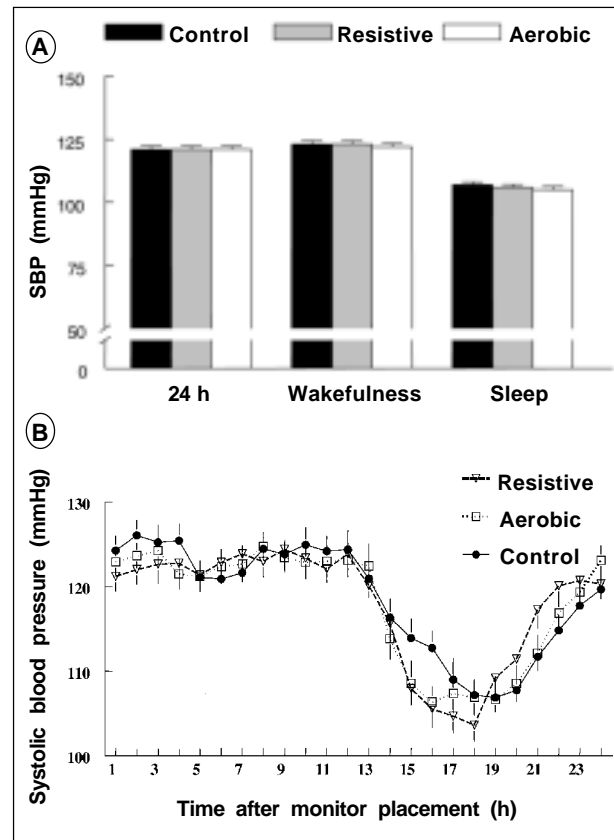 A
Control Resistive Aerobic
150
125
100
75
50
0
SBP (mmHg)
24 h Wakefulness Sleep
B
Resistive
Aerobic
Control
130
120
110
100
Systolic blood pressure (mmHg)
1 3 5 7 9 11 13 15 17 19 21 23
Time after monitor placement (h)